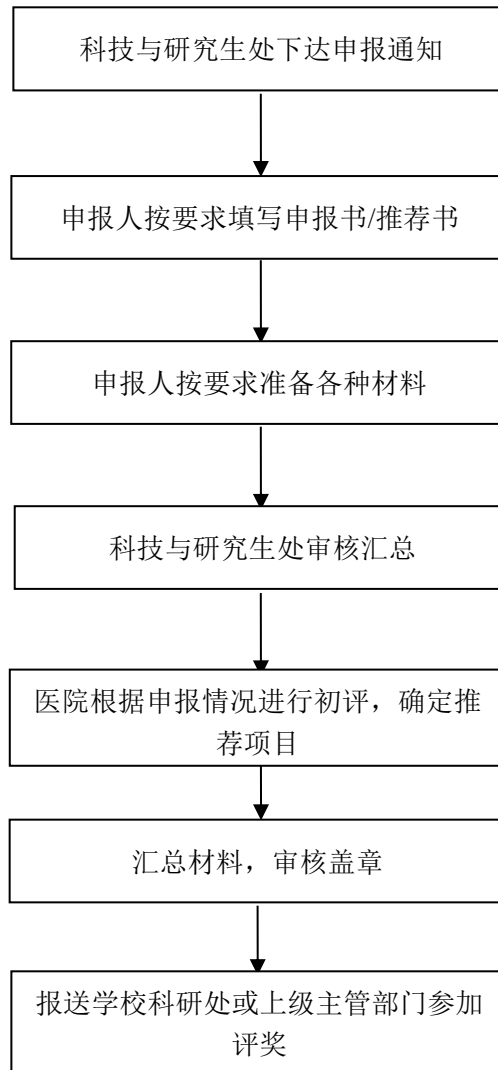 科技与研究生处下达申报通知
申报人按要求填写申报书/推荐书
申报人按要求准备各种材料
科技与研究生处审核汇总
医院根据申报情况进行初评，确定推
荐项目
汇总材料，审核盖章
报送学校科研处或上级主管部门参加
评奖